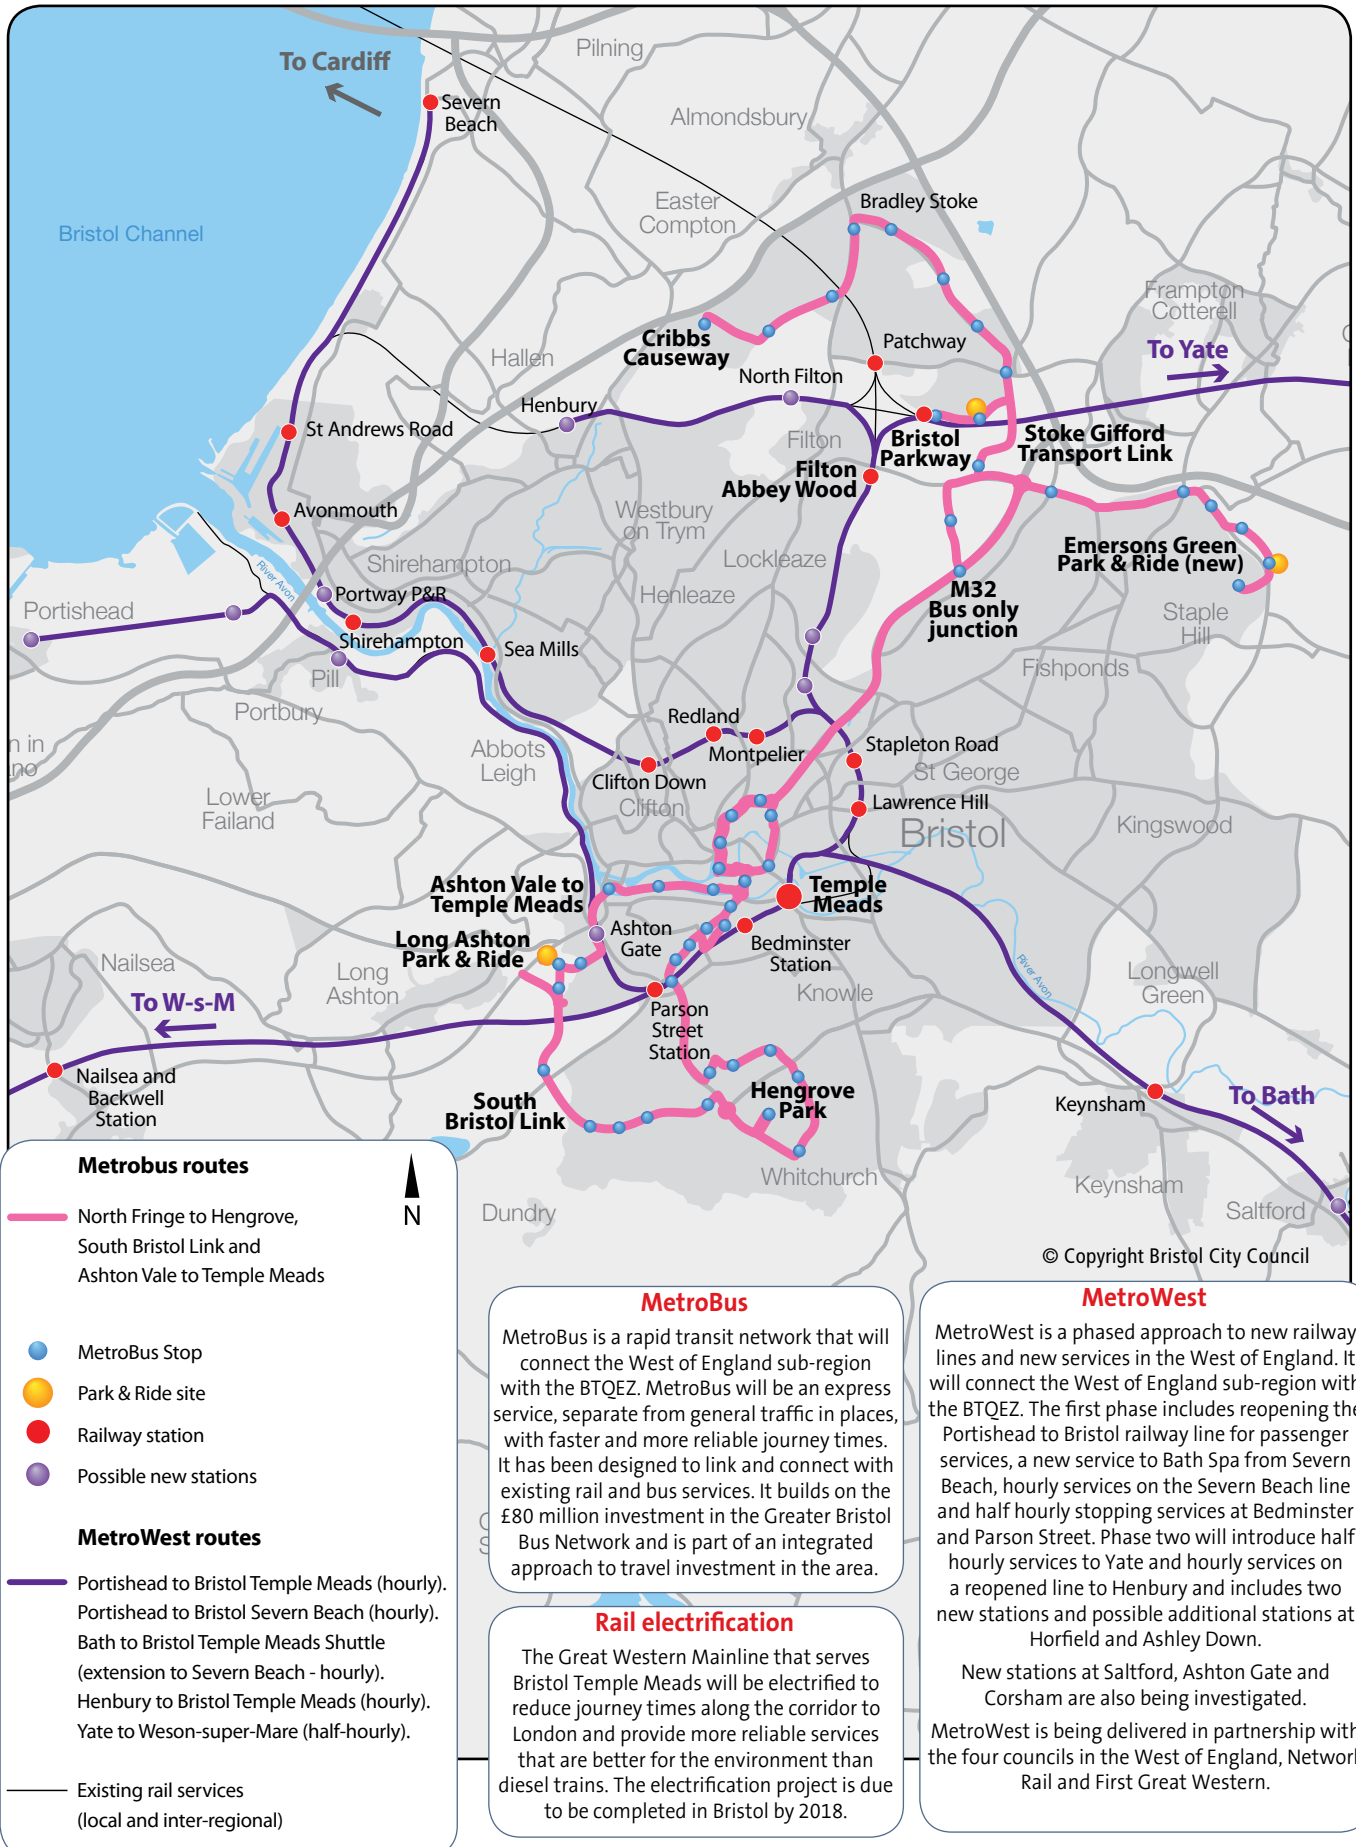 Pilning
To Cardiff
Severn
Beach
Almondsbury
Easter
Compton
Bradley Stoke
Bristol Channel
Frampton
Cotterell
Cribbs
Causeway
Patchway
To Yate
Hallen
North Filton
Henbury
St Andrews Road
Filton
Bristol
Parkway
Stoke Gifford
Transport Link
Filton
Abbey Wood
Avonmouth
Westbury
on Trym
Lockleaze
Emersons Green
Park & Ride (new)
Shirehampton
River Avon
Portway P&R
Henleaze
M32
Bus only
junction
Portishead
Staple
Hill
Shirehampton
Sea Mills
Pill
Fishponds
Portbury
Redland
Montpelier
Stapleton Road
n in
no
Abbots
Leigh
Clifton Down
St George
Clifton
Lower
Failand
Lawrence Hill
Bristol
Kingswood
Ashton Vale to
Temple Meads
Temple
Meads
Long Ashton
Park & Ride
Ashton
Gate
Bedminster
Station
Nailsea
Long
Ashton
River Avon
Longwell
Green
Knowle
To W-s-M
Parson
Street
Station
Nailsea and
Backwell
Station
South
Bristol Link
Hengrove
Park
Keynsham
To Bath
Whitchurch
Keynsham
Dundry
Saltford
© Copyright Bristol City Council
Metrobus routes
N
North Fringe to Hengrove,
South Bristol Link and
Ashton Vale to Temple Meads
MetroBus Stop
Park & Ride site
Railway station
Possible new stations
MetroWest routes
Portishead to Bristol Temple Meads (hourly).
Portishead to Bristol Severn Beach (hourly).
Bath to Bristol Temple Meads Shuttle
(extension to Severn Beach - hourly).
Henbury to Bristol Temple Meads (hourly).
Yate to Weson-super-Mare (half-hourly).
Existing rail services
(local and inter-regional)
MetroBus
MetroBus is a rapid transit network that will
connect the West of England sub-region
with the BTQEZ. MetroBus will be an express
service, separate from general traffic in places,
with faster and more reliable journey times.
It has been designed to link and connect with
existing rail and bus services. It builds on the
£80 million investment in the Greater Bristol
Bus Network and is part of an integrated
approach to travel investment in the area.
Rail electrification
The Great Western Mainline that serves
Bristol Temple Meads will be electrified to
reduce journey times along the corridor to
London and provide more reliable services
that are better for the environment than
diesel trains. The electrification project is due
to be completed in Bristol by 2018.
MetroWest
MetroWest is a phased approach to new railway
lines and new services in the West of England. It
will connect the West of England sub-region with
the BTQEZ. The first phase includes reopening the
Portishead to Bristol railway line for passenger
services, a new service to Bath Spa from Severn
Beach, hourly services on the Severn Beach line
and half hourly stopping services at Bedminster
and Parson Street. Phase two will introduce half
hourly services to Yate and hourly services on
a reopened line to Henbury and includes two
new stations and possible additional stations at
Horfield and Ashley Down.
New stations at Saltford, Ashton Gate and
Corsham are also being investigated.
MetroWest is being delivered in partnership with
the four councils in the West of England, Network
Rail and First Great Western.